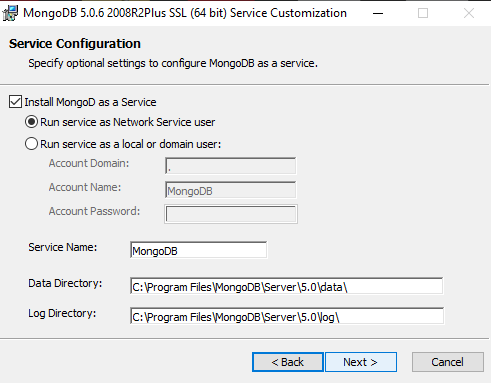 MongoDB 5.0.6 2008R2Plus SSL (64 bit) Service Customization
Service Configuration
Specify optional settings to configure MongoDB as a service.
Install MongoD as a Service
Run service as Network Service user
Run service as a local or domain user:
Account Domain: .
Account Name: MongoDB
Account Password:
Service Name: MongoDB
Data Directory: C:\Program Files\MongoDB\Server\5.0\data\
Log Directory: C:\Program Files\MongoDB\Server\5.0\log\
< Back Next > Cancel